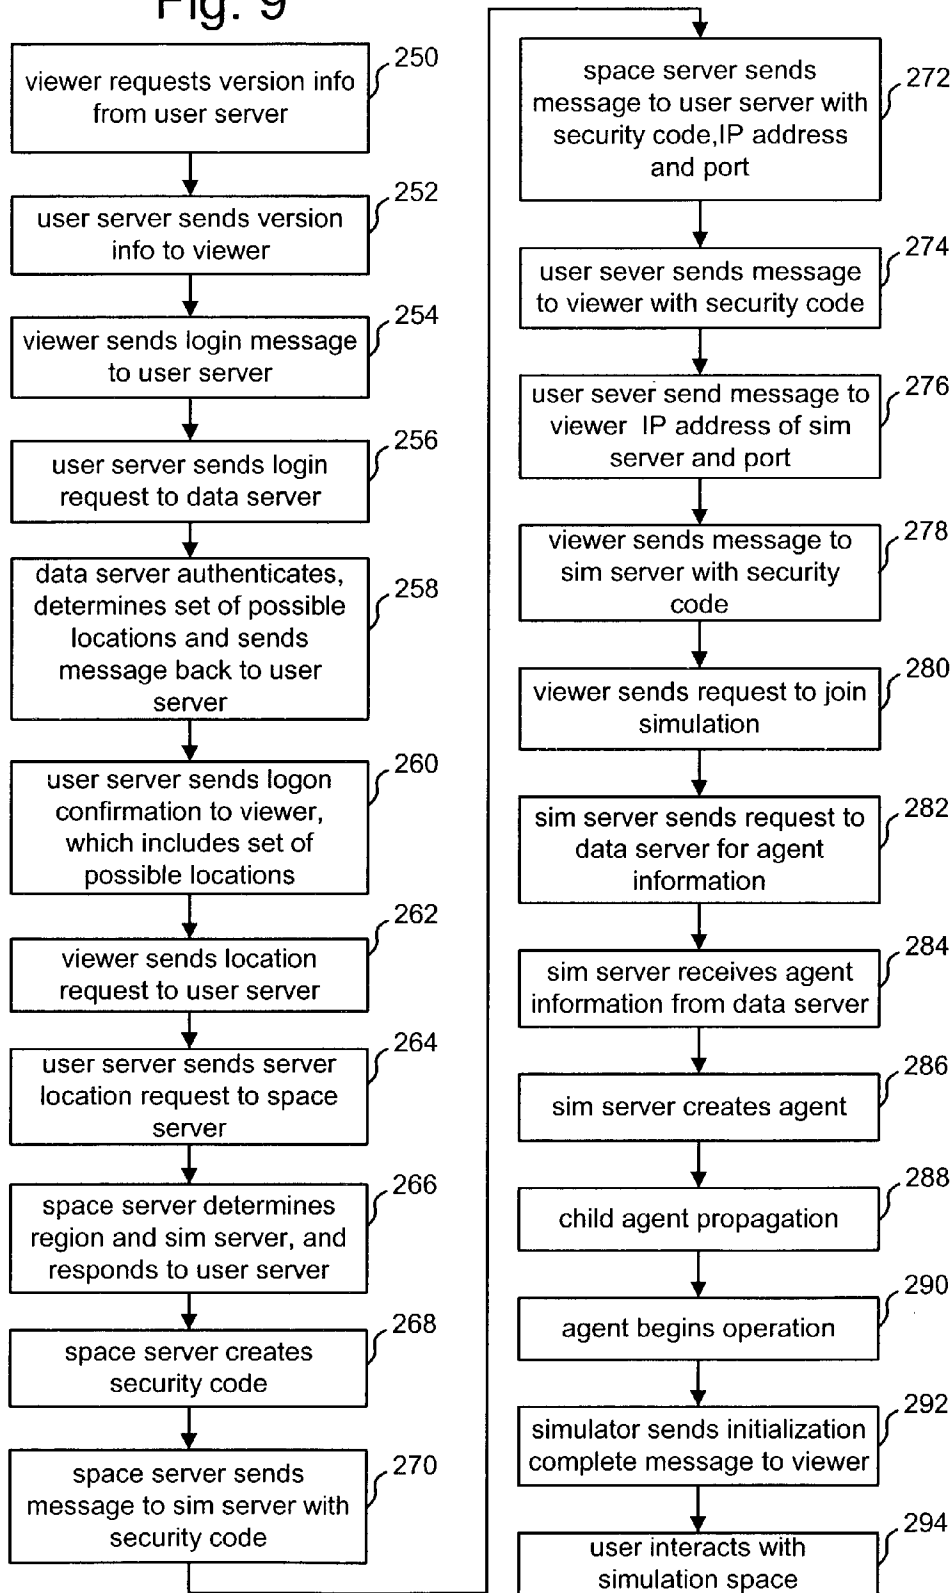 Fig. 9
viewer requests version info
from user server
250
user server sends version
info to viewer
252
viewer sends login message
to user server
254
user server sends login
request to data server
256
data server authenticates,
determines set of possible
locations and sends
message back to user
server
258
user server sends logon
confirmation to viewer,
which includes set of
possible locations
260
viewer sends location
request to user server
262
user server sends server
location request to space
server
264
space server determines
region and sim server, and
responds to user server
266
space server creates
security code
268
space server sends
message to sim server with
security code
270
space server sends
message to user server with
security code,IP address
and port
272
user sever sends message
to viewer with security code
274
user sever send message to
viewer IP address of sim
server and port
276
viewer sends message to
sim server with security
code
278
viewer sends request to join
simulation
280
sim server sends request to
data server for agent
information
282
sim server receives agent
information from data server
284
sim server creates agent
286
child agent propagation
288
agent begins operation
290
simulator sends initialization
complete message to viewer
292
user interacts with
simulation space
294